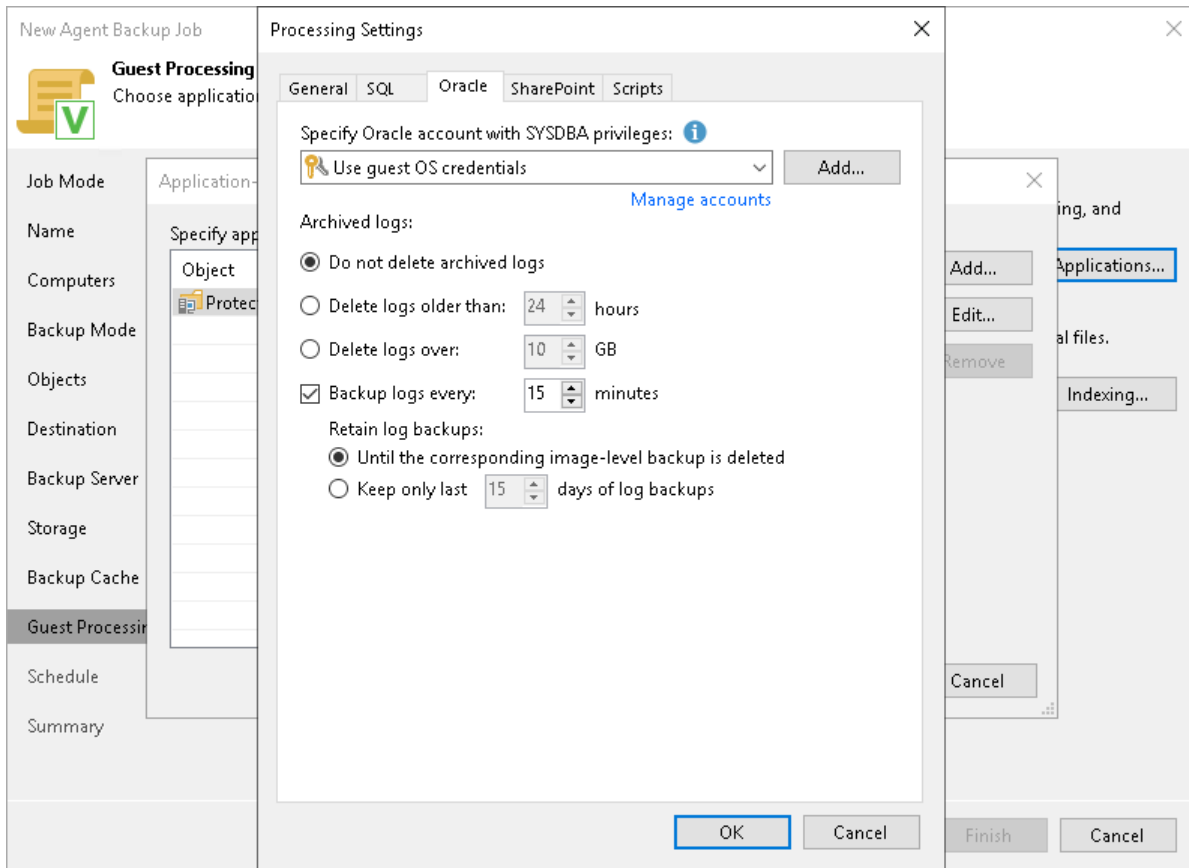 New Agent Backup Job
Guest Processing
Choose applicatio
Job Mode
Name
Computers
Backup Mode
Objects
Destination
Backup Server
Storage
Backup Cache
Guest Processin
Schedule
Summary
Application-
Specify app
Object
Protec
Processing Settings
General
SQL
Oracle
SharePoint
Scripts
Specify Oracle account with SYSDBA privileges:
Use guest OS credentials
Add...
Manage accounts
Archived logs:
Do not delete archived logs
Delete logs older than: 24 hours
Delete logs over: 10 GB
Backup logs every: 15 minutes
Retain log backups:
Until the corresponding image-level backup is deleted
Keep only last 15 days of log backups
OK
Cancel
Add...
Edit...
Remove
Cancel
ing, and
Applications...
al files.
Indexing...
Finish
Cancel